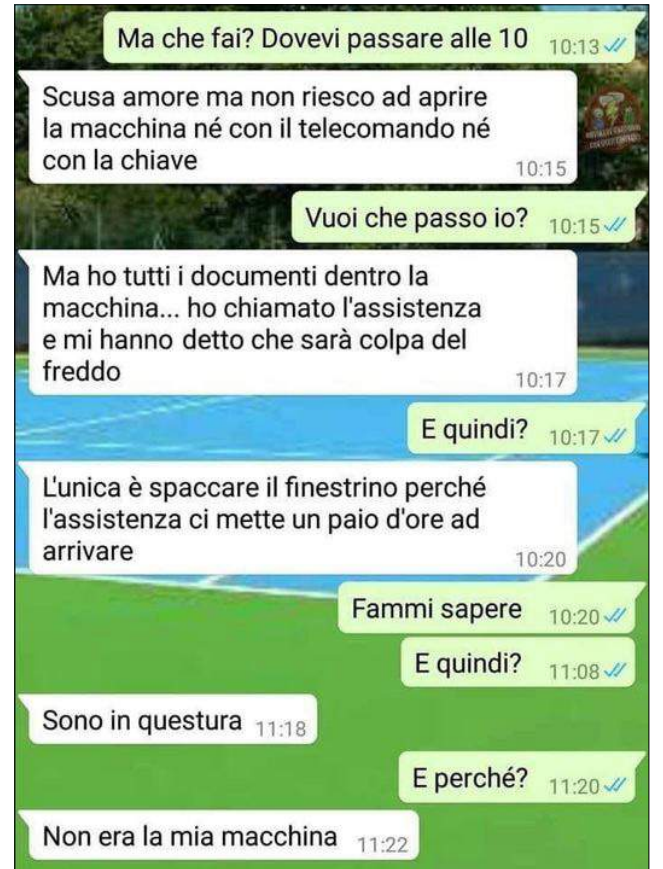 Ma che fai? Dovevi passare alle 10 10:13
Scusa amore ma non riesco ad aprire
la macchina né con il telecomando né
con la chiave
10:15
Vuoi che passo io? 10:15
Ma ho tutti i documenti dentro la
macchina... ho chiamato l'assistenza
e mi hanno detto che sarà colpa del
freddo
10:17
E quindi? 10:17
L'unica è spaccare il finestrino perché
l'assistenza ci mette un paio d'ore ad
arrivare
10:20
Fammi sapere 10:20
E quindi? 11:08
Sono in questura 11:18
E perché? 11:20
Non era la mia macchina 11:22